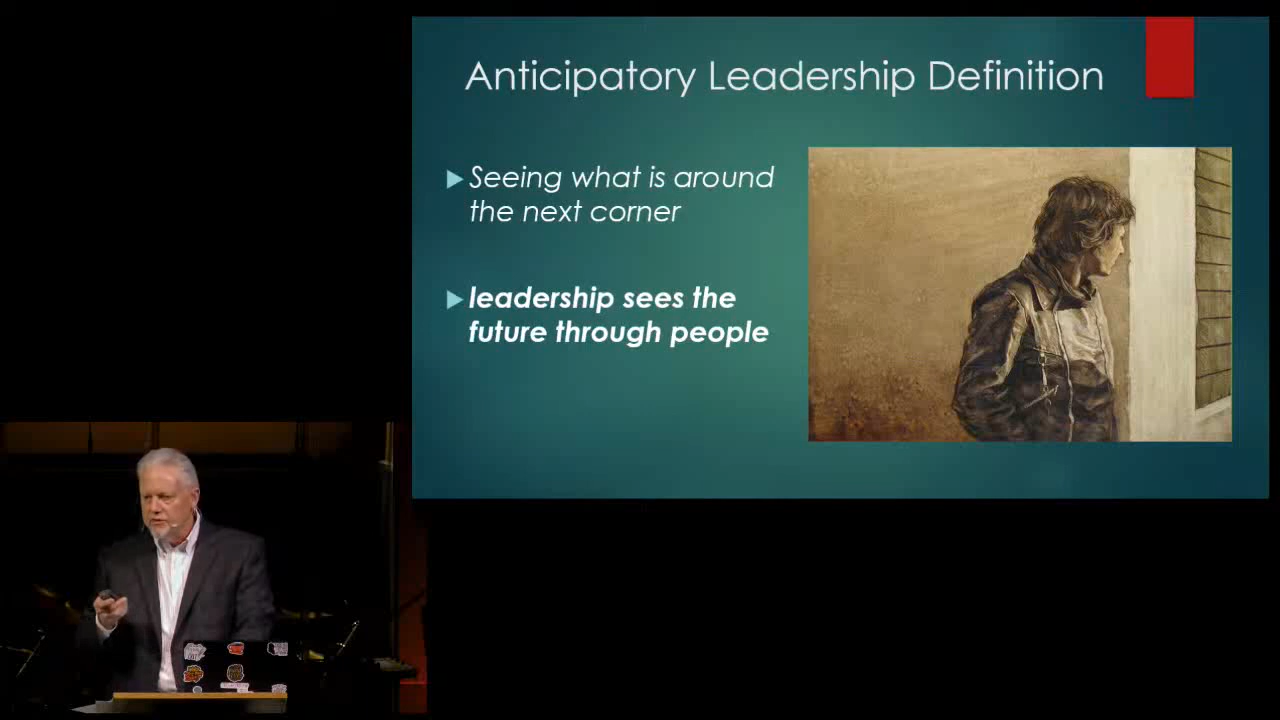 Anticipatory Leadership Definition
Seeing what is around
the next corner
leadership sees the
future through people